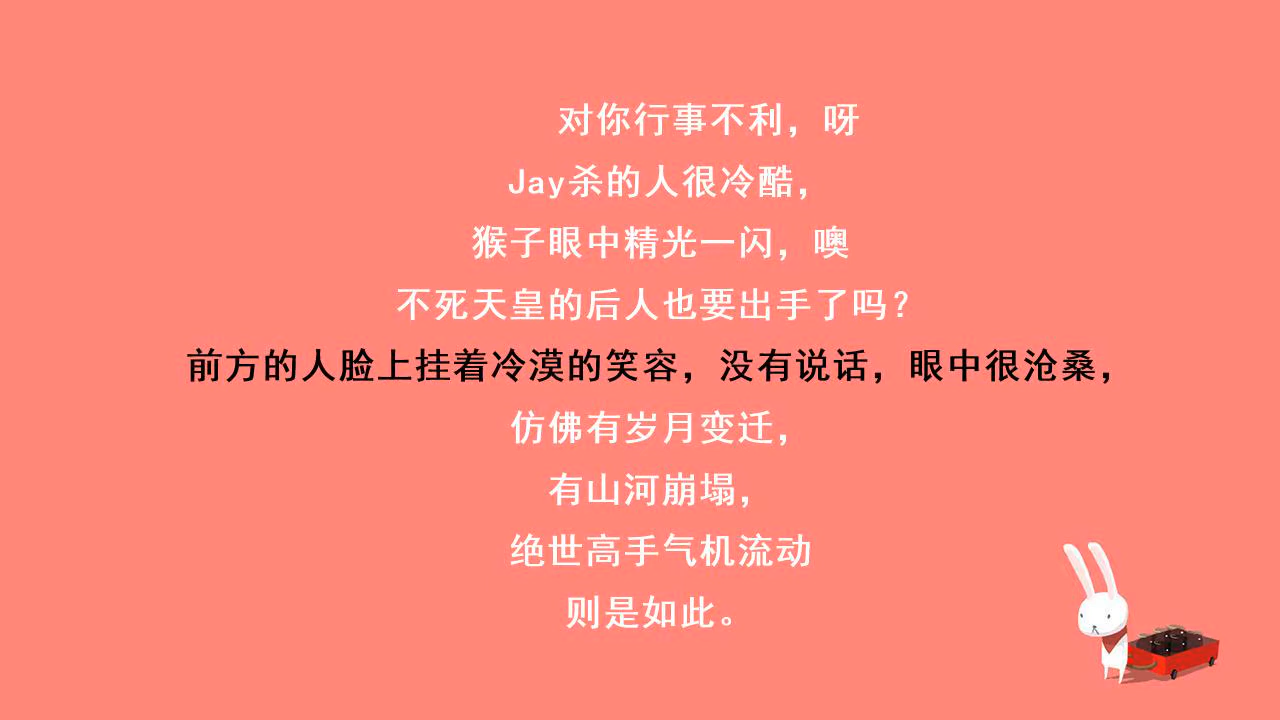 对你行事不利，呀
Jay杀的人很冷酷，
猴子眼中精光一闪，噢
不死天皇的后人也要出手了吗？
前方的人脸上挂着冷漠的笑容，没有说话，眼中很沧桑，
仿佛有岁月变迁，
有山河崩塌，
绝世高手气机流动
则是如此。